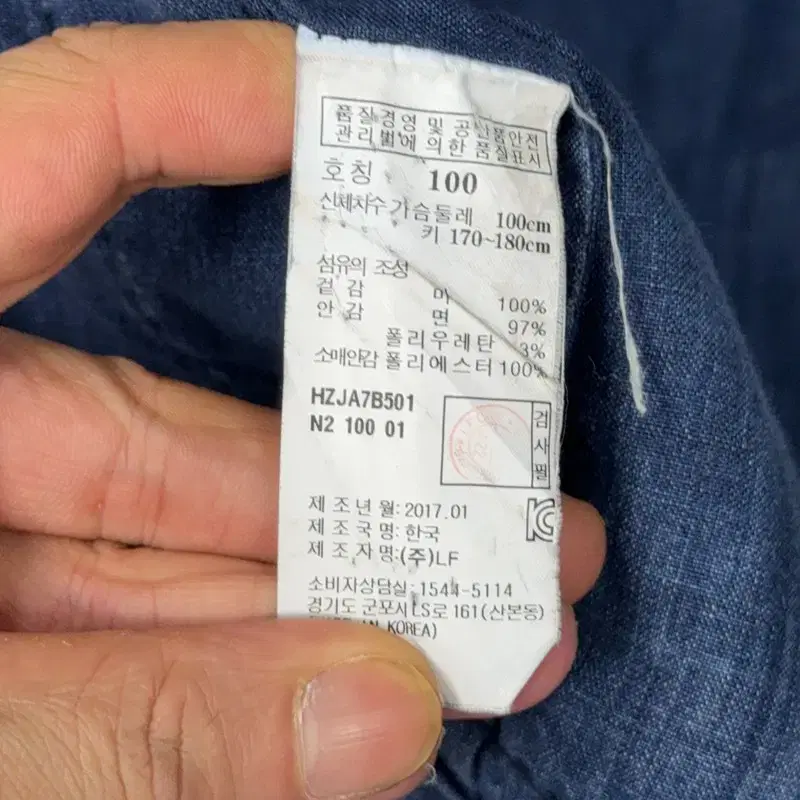 품질경영 및 공산품안전
관리법에 의한 품질표시
호칭 100
신체치수 가슴둘레 100cm
키 170~180cm
섬유의 조성
겉감 마 100%
안감 면 97%
폴리우레탄 3%
소매안감 폴리에스터 100%
HZJA7B501
N2 100 01
검사필
제조년월:2017.01
제조국명:한국
제조자명:(주)LF
소비자상담실:1544-5114
경기도 군포시 LS로 161(산본동)
IN KOREA)